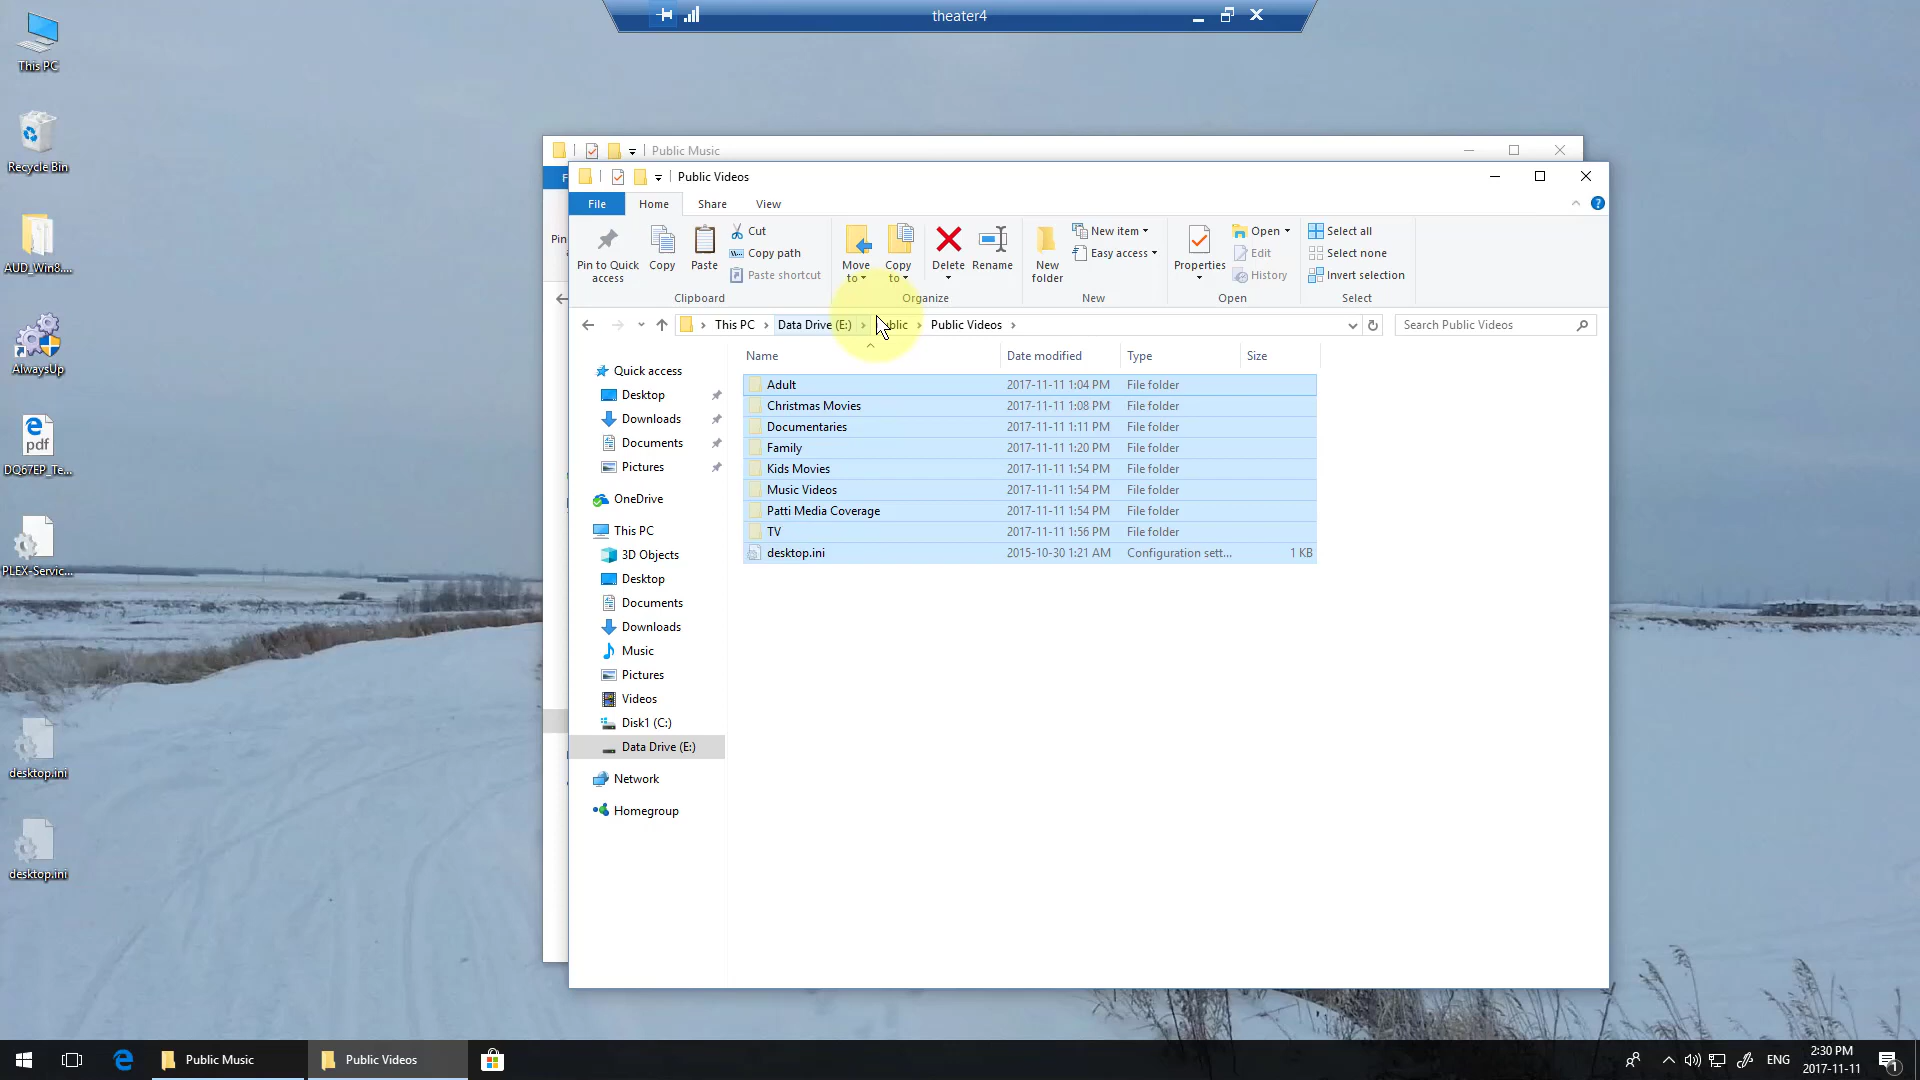 theater4
This PC
Recycle Bin
AUD_Win8....
AlwaysUp
pdf
DQ67EP_Te...
PLEX-Servic...
desktop.ini
desktop.ini
Public Music
Public Videos
File Home Share View
Pin to Quick access
Copy
Paste
Cut
Copy path
Paste shortcut
Clipboard
Move to
Copy to
Delete
Rename
Organize
New folder
New item
Easy access
New
Properties
Open
Edit
History
Open
Select all
Select none
Invert selection
Select
Pin
This PC Data Drive (E:) Public Videos
Search Public Videos
Name Date modified Type Size
Adult 2017-11-11 1:04 PM File folder
Christmas Movies 2017-11-11 1:08 PM File folder
Documentaries 2017-11-11 1:11 PM File folder
Family 2017-11-11 1:20 PM File folder
Kids Movies 2017-11-11 1:54 PM File folder
Music Videos 2017-11-11 1:54 PM File folder
Patti Media Coverage 2017-11-11 1:54 PM File folder
TV 2017-11-11 1:56 PM File folder
desktop.ini 2015-10-30 1:21 AM Configuration sett... 1 KB
Quick access
Desktop
Downloads
Documents
Pictures
OneDrive
This PC
3D Objects
Desktop
Documents
Downloads
Music
Pictures
Videos
Disk1 (C:)
Data Drive (E:)
Network
Homegroup
Public Music
Public Videos
ENG
2:30 PM
2017-11-11
1